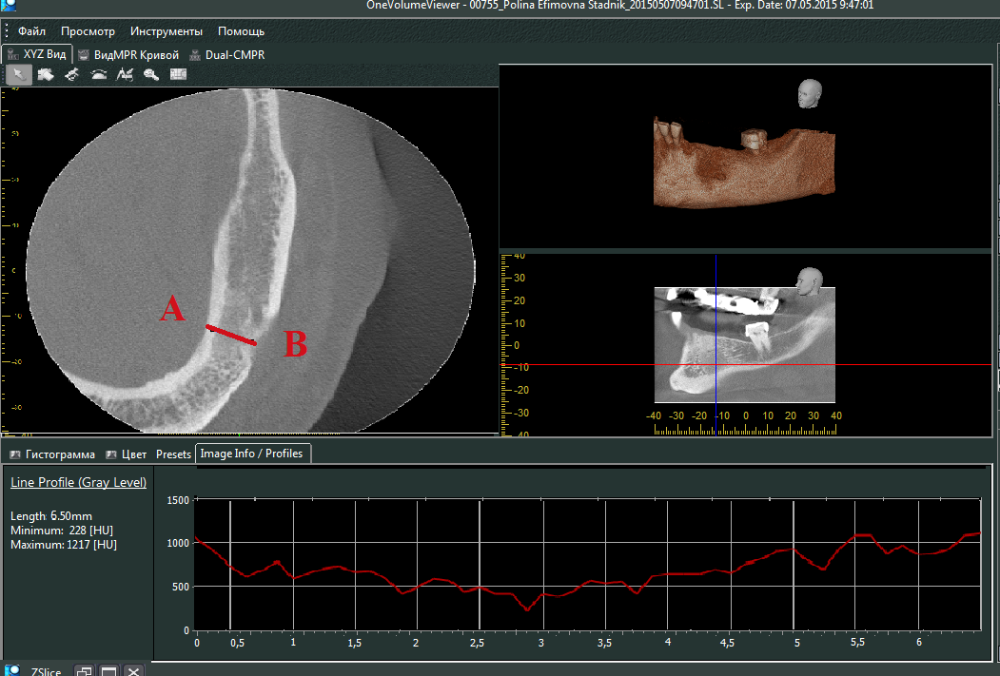 OneVolumeViewer - 00755_Polina Efimovna Stadnik_20150507094701.SL - Exp. Date: 07.05.2015 9:47:01
Файл Просмотр Инструменты Помощь
XYZ Вид ВидMPR Кривой Dual-CMPR
A
B
40
30
20
10
0
-10
-20
-30
-40
-40 -30 -20 -10 0 10 20 30 40
Гистограмма Цвет Presets Image Info / Profiles
Line Profile (Gray Level)
Length: 6.50mm
Minimum: 228 [HU]
Maximum: 1217 [HU]
1500
1000
500
0
0 0,5 1 1,5 2 2,5 3 3,5 4 4,5 5 5,5 6
ZSlice